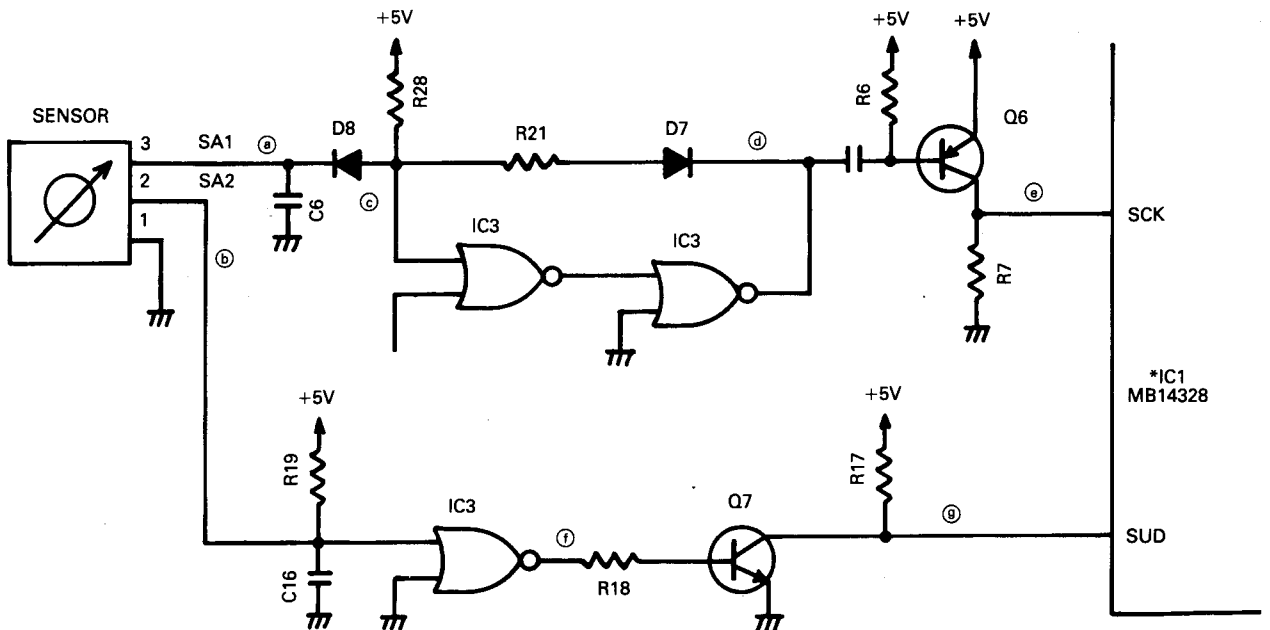 +5V
+5V
+5V
R28
R6
Q6
SENSOR
3
SA1
ⓐ
D8
R21
D7
ⓓ
2
SA2
C6
ⓒ
1
ⓔ
SCK
IC3
IC3
ⓑ
R7
*IC1
MB14328
+5V
+5V
R19
R17
IC3
Q7
ⓕ
ⓖ
SUD
C16
R18